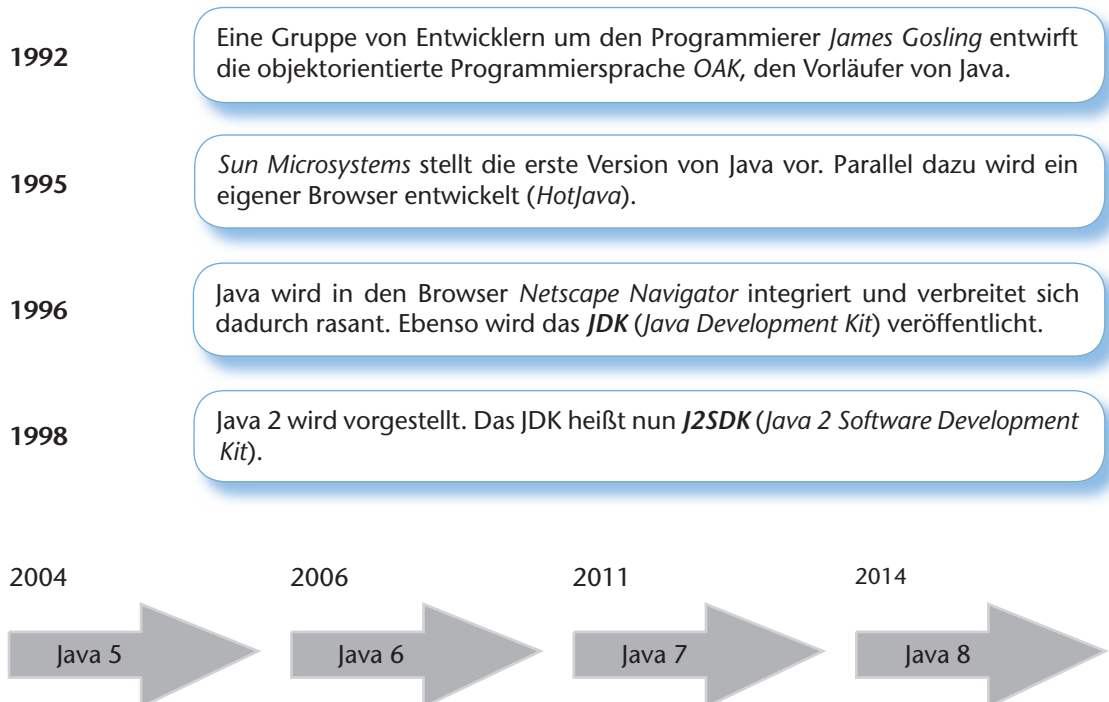 1992
Eine Gruppe von Entwicklern um den Programmierer James Gosling entwirft
die objektorientierte Programmiersprache OAK, den Vorläufer von Java.
1995
Sun Microsystems stellt die erste Version von Java vor. Parallel dazu wird ein
eigener Browser entwickelt (HotJava).
1996
Java wird in den Browser Netscape Navigator integriert und verbreitet sich
dadurch rasant. Ebenso wird das JDK (Java Development Kit) veröffentlicht.
1998
Java 2 wird vorgestellt. Das JDK heißt nun J2SDK (Java 2 Software Development
Kit).
2004 2006 2011 2014
Java 5 Java 6 Java 7 Java 8